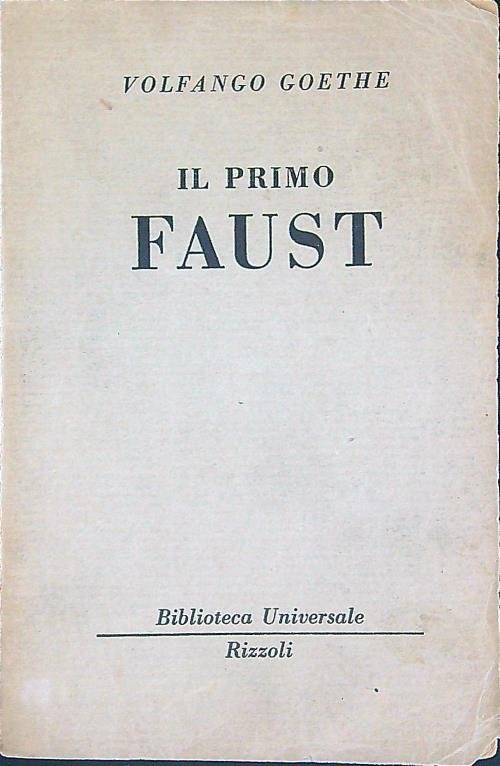 VOLFANGO GOETHE
IL PRIMO
FAUST
Biblioteca Universale
Rizzoli